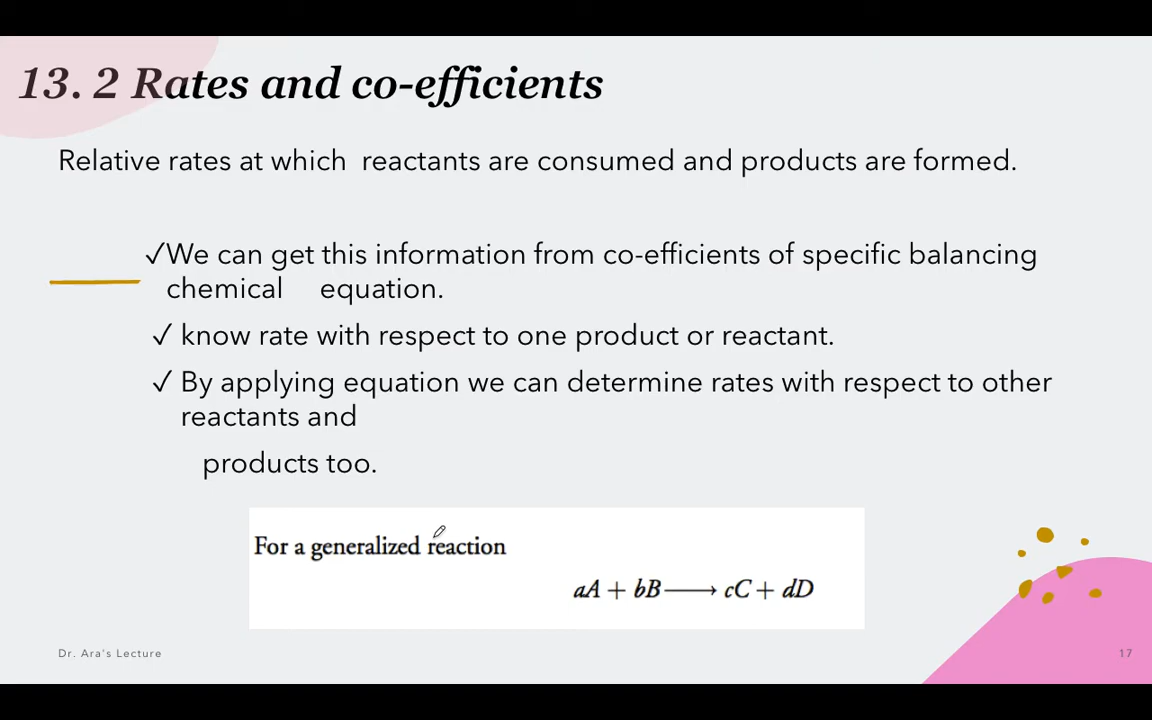 13. 2 Rates and co-efficients
Relative rates at which reactants are consumed and products are formed.
✓We can get this information from co-efficients of specific balancing
chemical equation.
✓ know rate with respect to one product or reactant.
✓ By applying equation we can determine rates with respect to other
reactants and
products too.
For a generalized reaction
aA + bB ⟶ cC + dD
Dr. Ara's Lecture
17